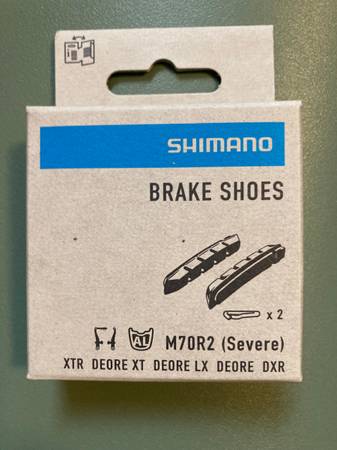 SHIMANO
BRAKE SHOES
x 2
AL M70R2 (Severe)
XTR DEORE XT DEORE LX DEORE DXR